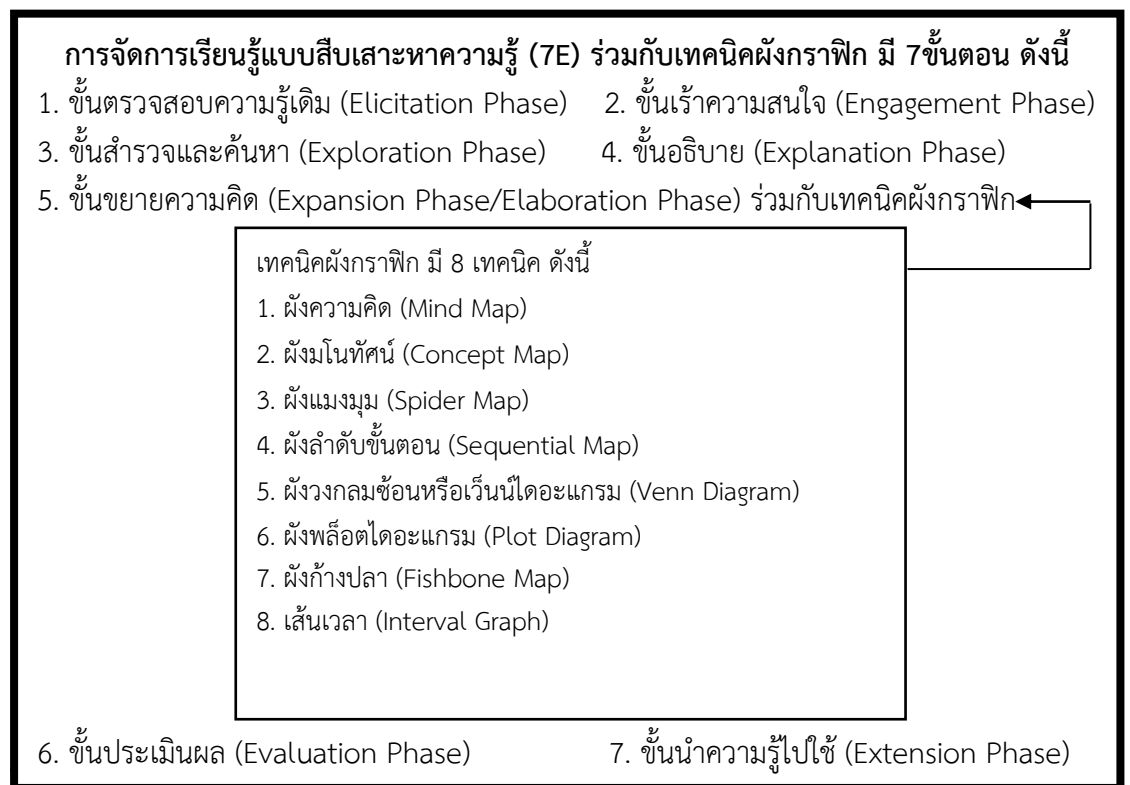 การจัดการเรียนรู้แบบสืบเสาะหาความรู้ (7E) ร่วมกับเทคนิคผังกราฟิก มี 7ขั้นตอน ดังนี้
1. ขั้นตรวจสอบความรู้เดิม (Elicitation Phase) 2. ขั้นเร้าความสนใจ (Engagement Phase)
3. ขั้นสำรวจและค้นหา (Exploration Phase) 4. ขั้นอธิบาย (Explanation Phase)
5. ขั้นขยายความคิด (Expansion Phase/Elaboration Phase) ร่วมกับเทคนิคผังกราฟิก
เทคนิคผังกราฟิก มี 8 เทคนิค ดังนี้
1. ผังความคิด (Mind Map)
2. ผังมโนทัศน์ (Concept Map)
3. ผังแมงมุม (Spider Map)
4. ผังลำดับขั้นตอน (Sequential Map)
5. ผังวงกลมซ้อนหรือเว็นน์ไดอะแกรม (Venn Diagram)
6. ผังพล็อตไดอะแกรม (Plot Diagram)
7. ผังก้างปลา (Fishbone Map)
8. เส้นเวลา (Interval Graph)
6. ขั้นประเมินผล (Evaluation Phase) 7. ขั้นนำความรู้ไปใช้ (Extension Phase)